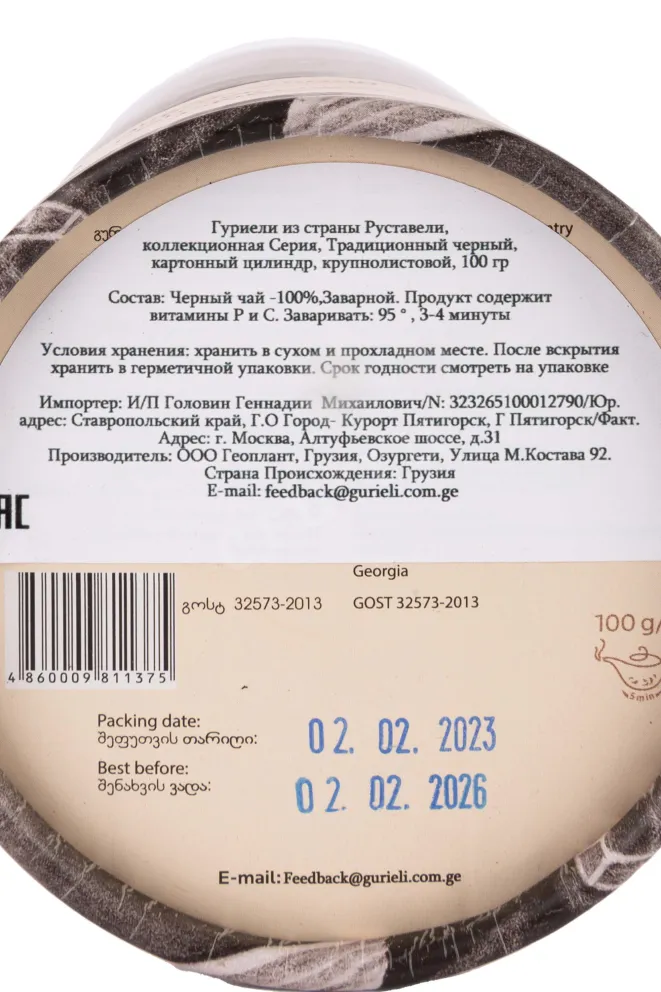 Гуриели из страны Руставели,
коллекционная Серия, Традиционный черный,
картонный цилиндр, крупнолистовой, 100 гр
Состав: Черный чай -100%,Заварной. Продукт содержит
витамины Р и С. Заваривать: 95 ° , 3-4 минуты
Условия хранения: хранить в сухом и прохладном месте. После вскрытия
хранить в герметичной упаковки. Срок годности смотреть на упаковке
Импортер: И/П Головин Геннадии Михаилович/N: 323265100012790/Юр.
адрес: Ставропольский край, Г.О Город- Курорт Пятигорск, Г Пятигорск/Факт.
Адрес: г. Москва, Алтуфьевское шоссе, д.31
Производитель: ООО Геоплант, Грузия, Озургети, Улица М.Костава 92.
Страна Происхождения: Грузия
E-mail: feedback@gurieli.com.ge
Georgia
გოსტ 32573-2013 GOST 32573-2013
100 g/
5 min
4 860009 811375
Packing date:
შეფუთვის თარიღი: 02. 02. 2023
Best before:
შენახვის ვადა: 02. 02. 2026
E-mail: Feedback@gurieli.com.ge